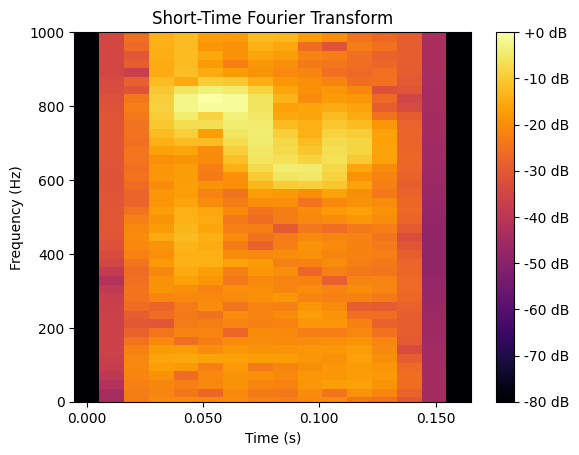 Short-Time Fourier Transform
1000
800
600
400
200
0
Frequency (Hz)
0.000
0.050
0.100
0.150
Time (s)
+0 dB
-10 dB
-20 dB
-30 dB
-40 dB
-50 dB
-60 dB
-70 dB
-80 dB